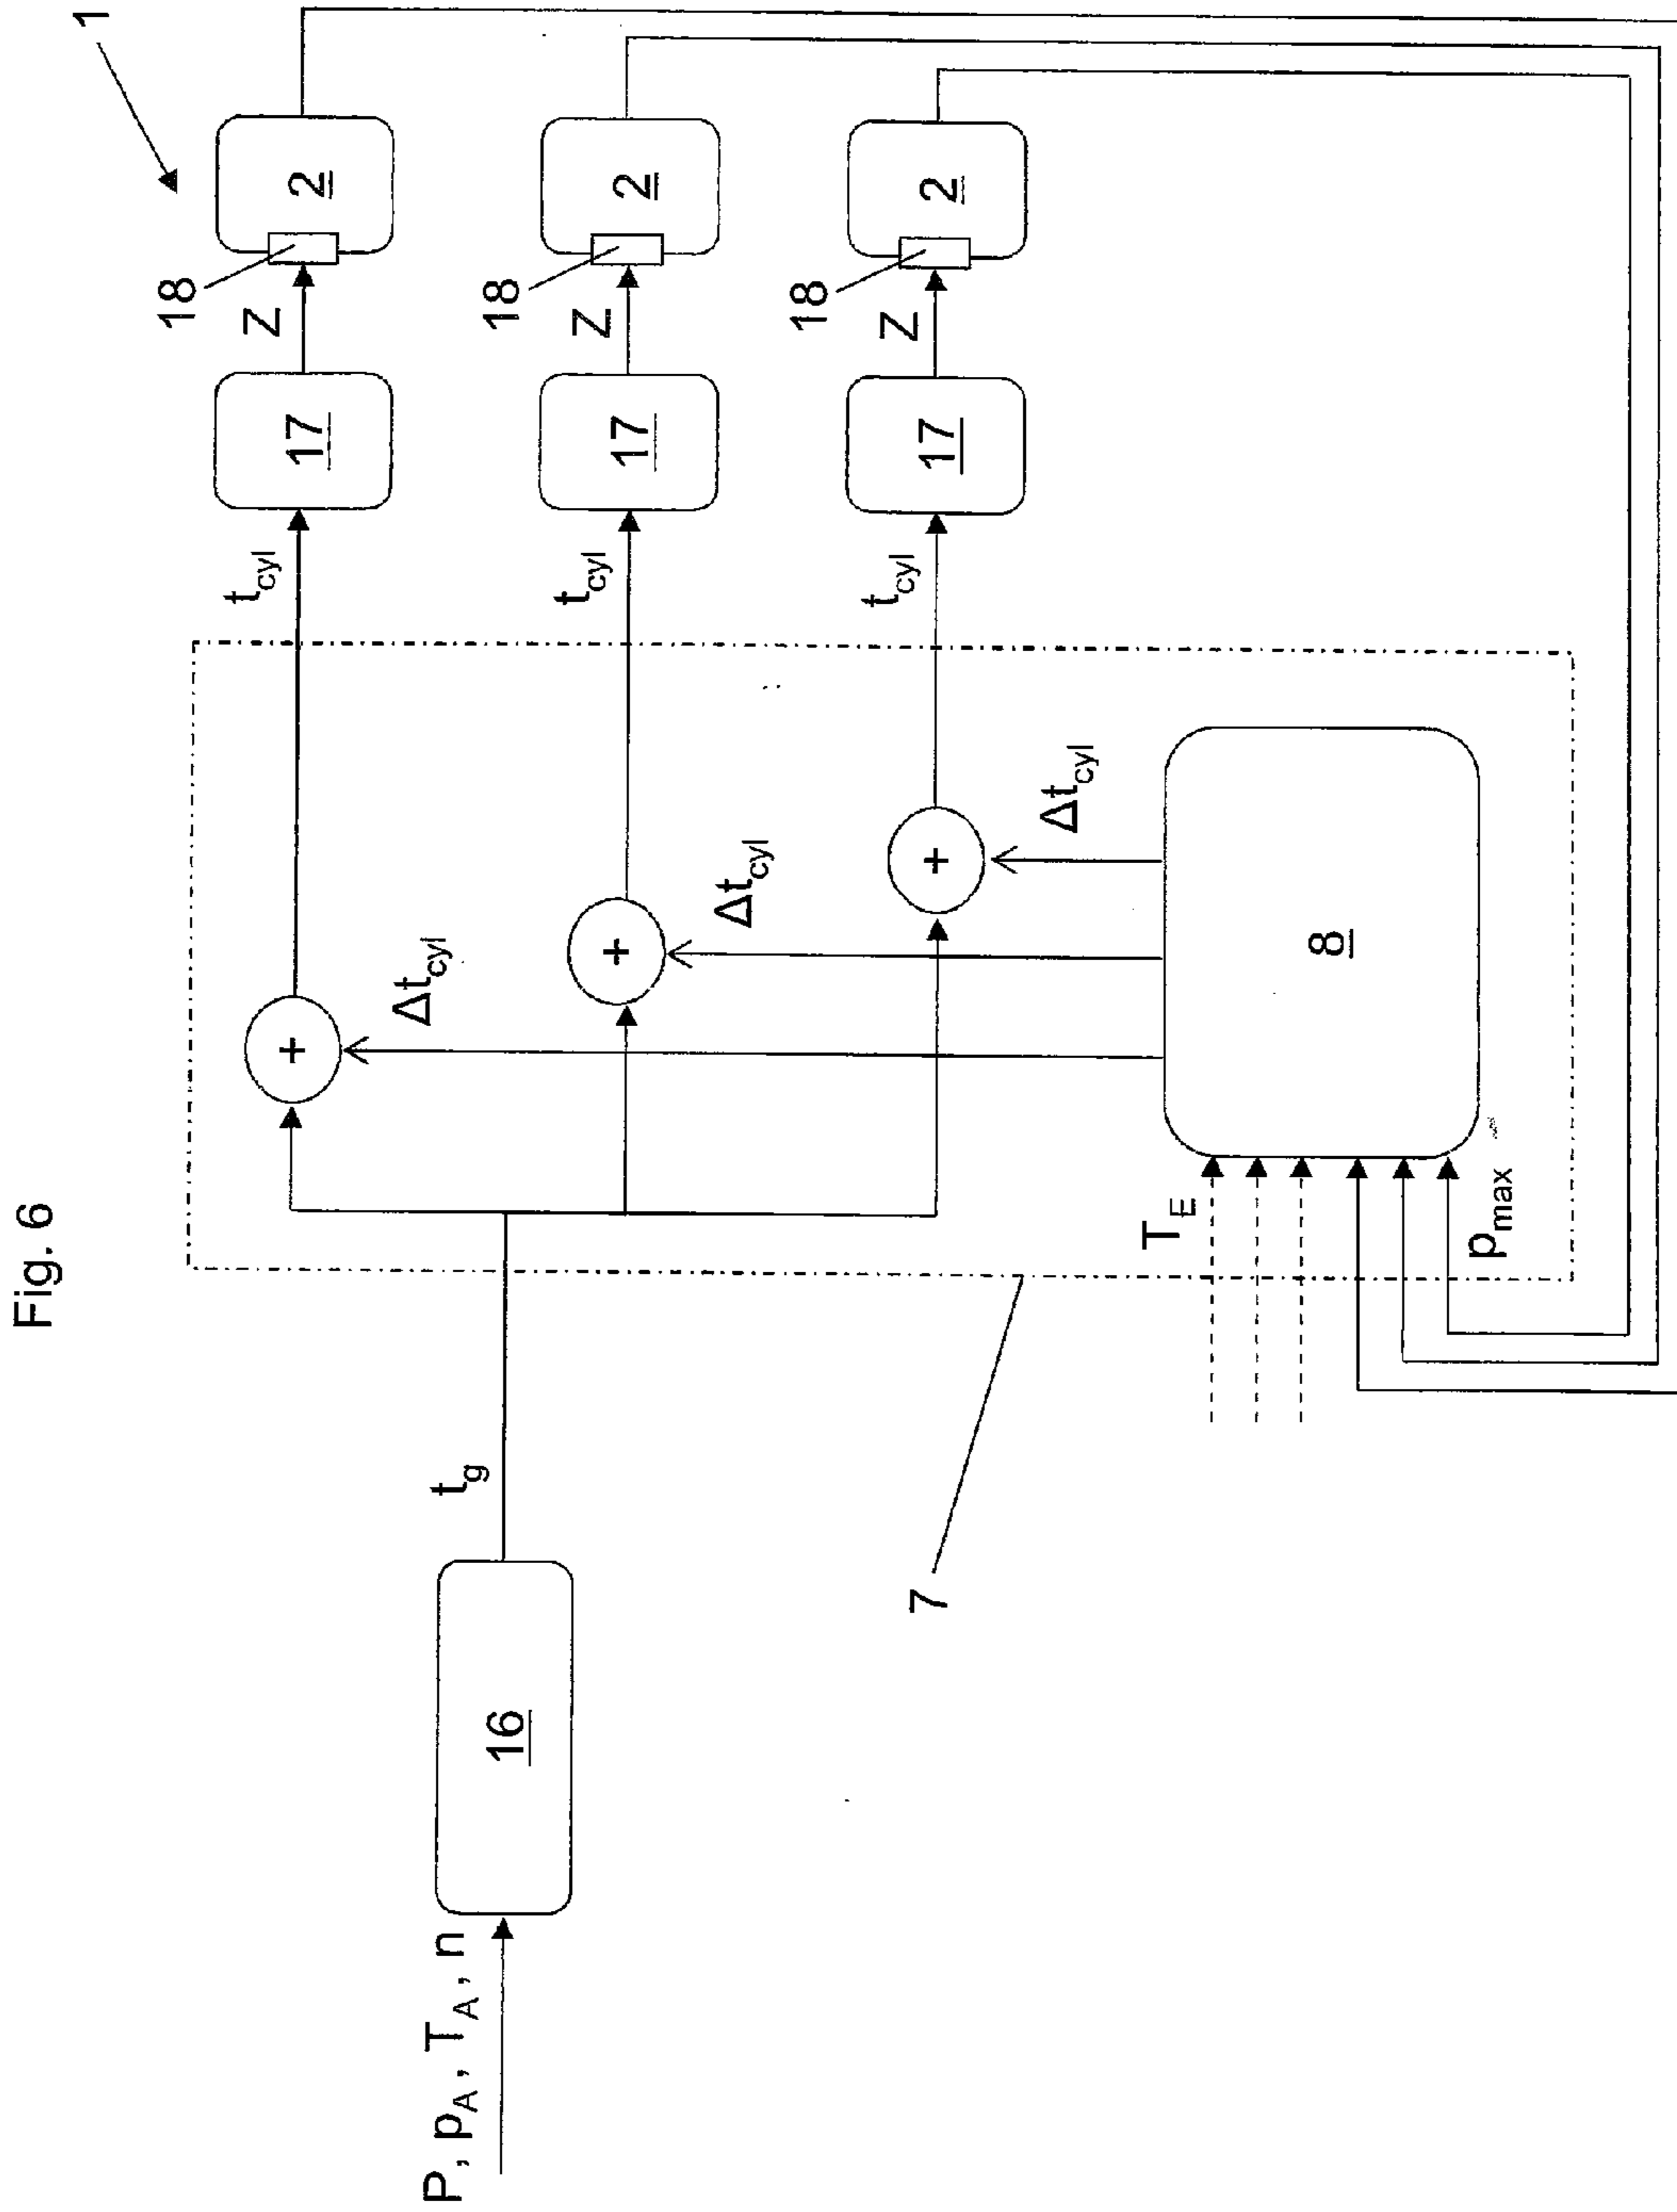 Fig. 6
1
18
18
18
2
2
2
Z
Z
Z
17
17
17
t_cyl
t_cyl
t_cyl
+
+
+
Δt_cyl
Δt_cyl
Δt_cyl
8
T_E
p_max
t_g
7
16
P, p_A, T_A, n